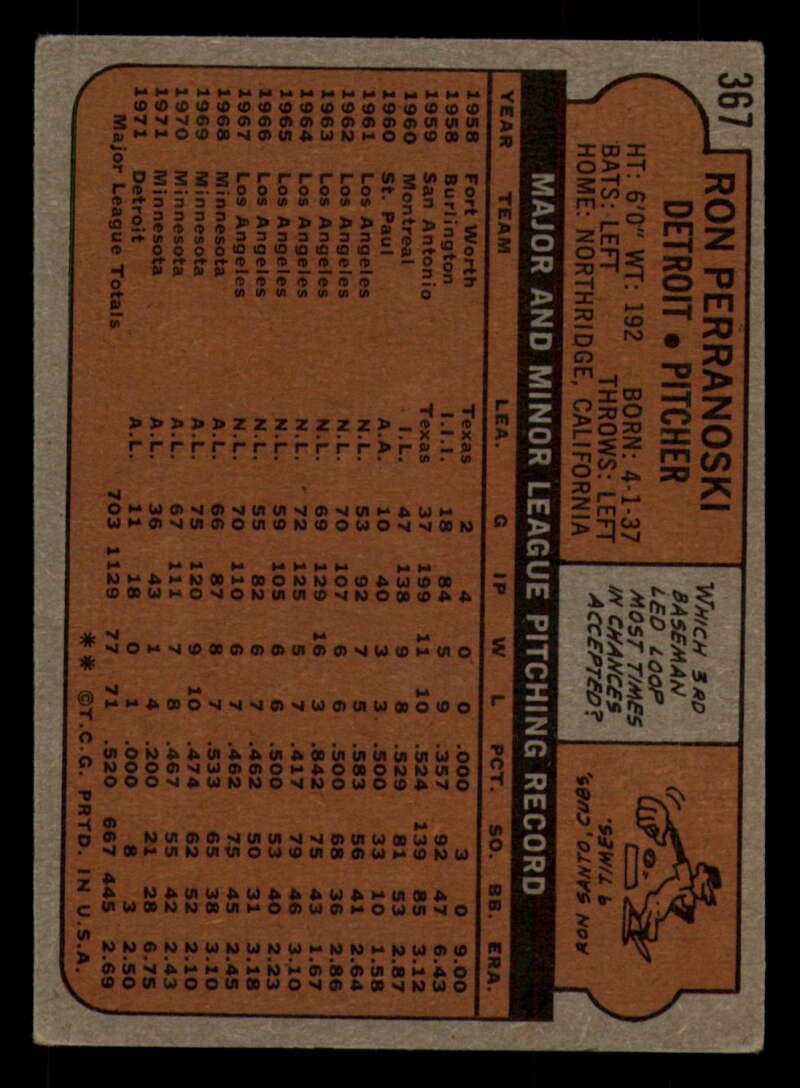 367
RON PERRANOSKI
DETROIT • PITCHER
HT: 6'0" WT: 192 BORN: 4-1-37
BATS: LEFT THROWS: LEFT
HOME: NORTHRIDGE, CALIFORNIA
WHICH 3RD
BASEMAN
LED LOOP
MOST TIMES
IN CHANCES
ACCEPTED?
RON SANTO, CUBS,
9 TIMES.
MAJOR AND MINOR LEAGUE PITCHING RECORD
YEAR TEAM LEA. G IP W L PCT. SO. BB. ERA.
1958 Fort Worth Texas 2 4 0 0 .000 3 0 9.00
1958 Burlington I.I.I. 18 84 5 9 .357 92 47 6.43
1959 San Antonio Texas 37 199 11 10 .524 139 85 3.12
1960 Montreal I.L. 47 138 9 8 .529 81 53 2.87
1960 St. Paul A.A. 10 40 3 3 .500 33 10 1.58
1961 Los Angeles N.L. 53 92 7 5 .583 56 41 2.64
1962 Los Angeles N.L. 70 107 6 6 .500 68 36 2.86
1963 Los Angeles N.L. 69 129 16 3 .842 75 43 1.67
1964 Los Angeles N.L. 72 125 5 7 .417 79 46 3.10
1965 Los Angeles N.L. 59 105 6 6 .500 53 40 2.23
1966 Los Angeles N.L. 55 82 6 7 .462 50 31 3.18
1967 Los Angeles N.L. 70 110 6 7 .462 75 45 2.45
1968 Minnesota A.L. 66 87 8 7 .533 65 38 3.10
1969 Minnesota A.L. 75 120 9 10 .474 62 52 2.10
1970 Minnesota A.L. 67 111 7 8 .467 55 42 2.43
1971 Minnesota A.L. 36 43 1 4 .200 21 28 6.75
1971 Detroit A.L. 11 18 0 1 .000 8 3 2.50
Major League Totals 703 1129 77 71 .520 667 445 2.69
** ©T.C.G. PRTD. IN U.S.A.